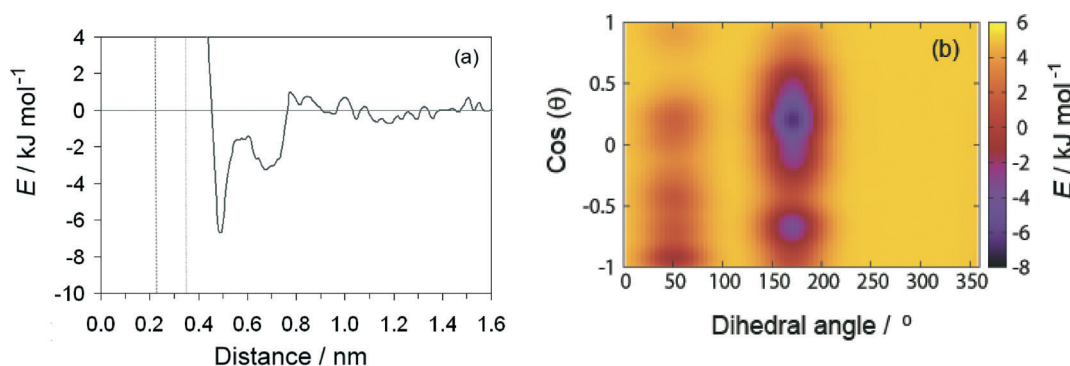 (a)
E / kJ mol⁻¹
4
2
0
-2
-4
-6
-8
-10
0.0 0.2 0.4 0.6 0.8 1.0 1.2 1.4 1.6
Distance / nm
(b)
Cos (θ)
1
0.5
0
-0.5
-1
0 50 100 150 200 250 300 350
Dihedral angle / º
6
4
2
0
-2
-4
-6
-8
E / kJ mol⁻¹